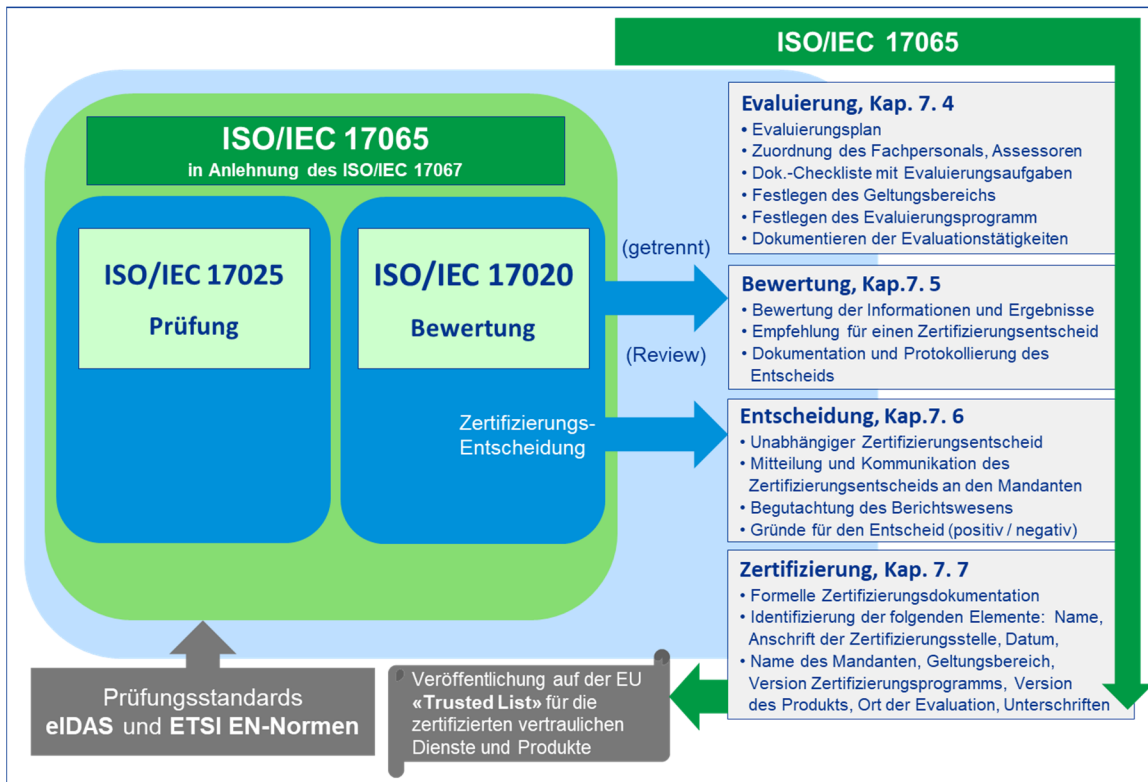 ISO/IEC 17065
ISO/IEC 17065
in Anlehnung des ISO/IEC 17067
ISO/IEC 17025
Prüfung
ISO/IEC 17020
Bewertung
(getrennt)
(Review)
Zertifizierungs-
Entscheidung
Evaluierung, Kap. 7. 4
• Evaluierungsplan
• Zuordnung des Fachpersonals, Assessoren
• Dok.-Checkliste mit Evaluierungsaufgaben
• Festlegen des Geltungsbereichs
• Festlegen des Evaluierungsprogramm
• Dokumentieren der Evaluationstätigkeiten
Bewertung, Kap.7. 5
• Bewertung der Informationen und Ergebnisse
• Empfehlung für einen Zertifizierungsentscheid
• Dokumentation und Protokollierung des
Entscheids
Entscheidung, Kap.7. 6
• Unabhängiger Zertifizierungsentscheid
• Mitteilung und Kommunikation des
Zertifizierungsentscheids an den Mandanten
• Begutachtung des Berichtswesens
• Gründe für den Entscheid (positiv / negativ)
Zertifizierung, Kap. 7. 7
• Formelle Zertifizierungsdokumentation
• Identifizierung der folgenden Elemente: Name,
Anschrift der Zertifizierungsstelle, Datum,
• Name des Mandanten, Geltungsbereich,
Version Zertifizierungsprogramms, Version
des Produkts, Ort der Evaluation, Unterschriften
Prüfungsstandards
eIDAS und ETSI EN-Normen
Veröffentlichung auf der EU
«Trusted List» für die
zertifizierten vertraulichen
Dienste und Produkte